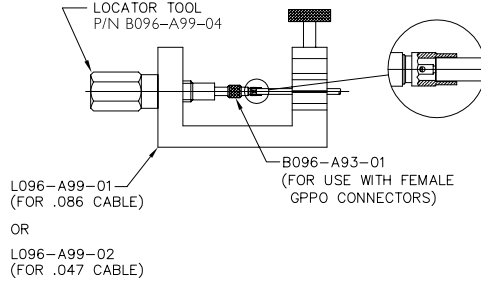 LOCATOR TOOL
P/N B096-A99-04
B096-A93-01
(FOR USE WITH FEMALE
GPPO CONNECTORS)
L096-A99-01
(FOR .086 CABLE)
OR
L096-A99-02
(FOR .047 CABLE)